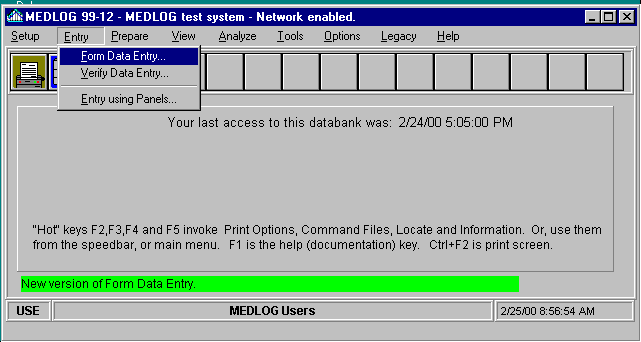 MEDLOG 99-12 - MEDLOG test system - Network enabled.
Setup Entry Prepare View Analyze Tools Options Legacy Help
Form Data Entry...
Verify Data Entry...
Entry using Panels...
Your last access to this databank was: 2/24/00 5:05:00 PM
"Hot" keys F2,F3,F4 and F5 invoke Print Options, Command Files, Locate and Information. Or, use them
from the speedbar, or main menu. F1 is the help (documentation) key. Ctrl+F2 is print screen.
New version of Form Data Entry.
USE MEDLOG Users 2/25/00 8:56:54 AM